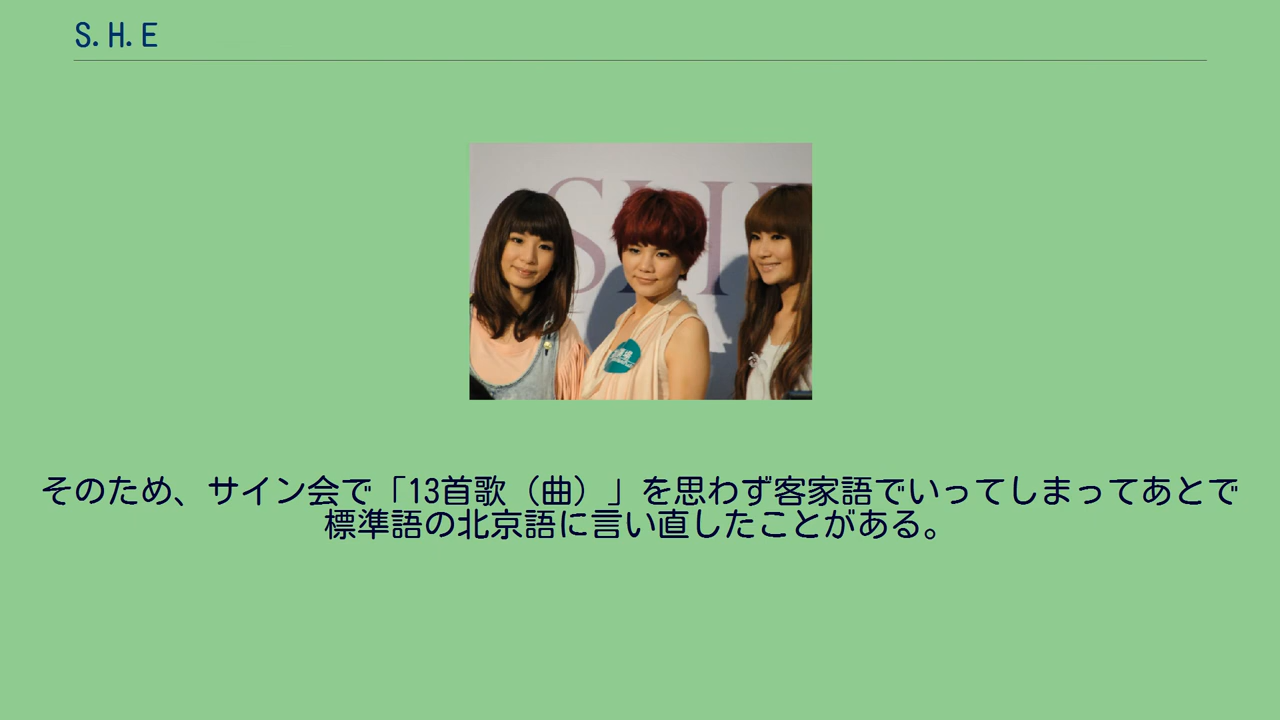 S.H.E
SHE
そのため、サイン会で「13首歌（曲）」を思わず客家語でいってしまってあとで
標準語の北京語に言い直したことがある。